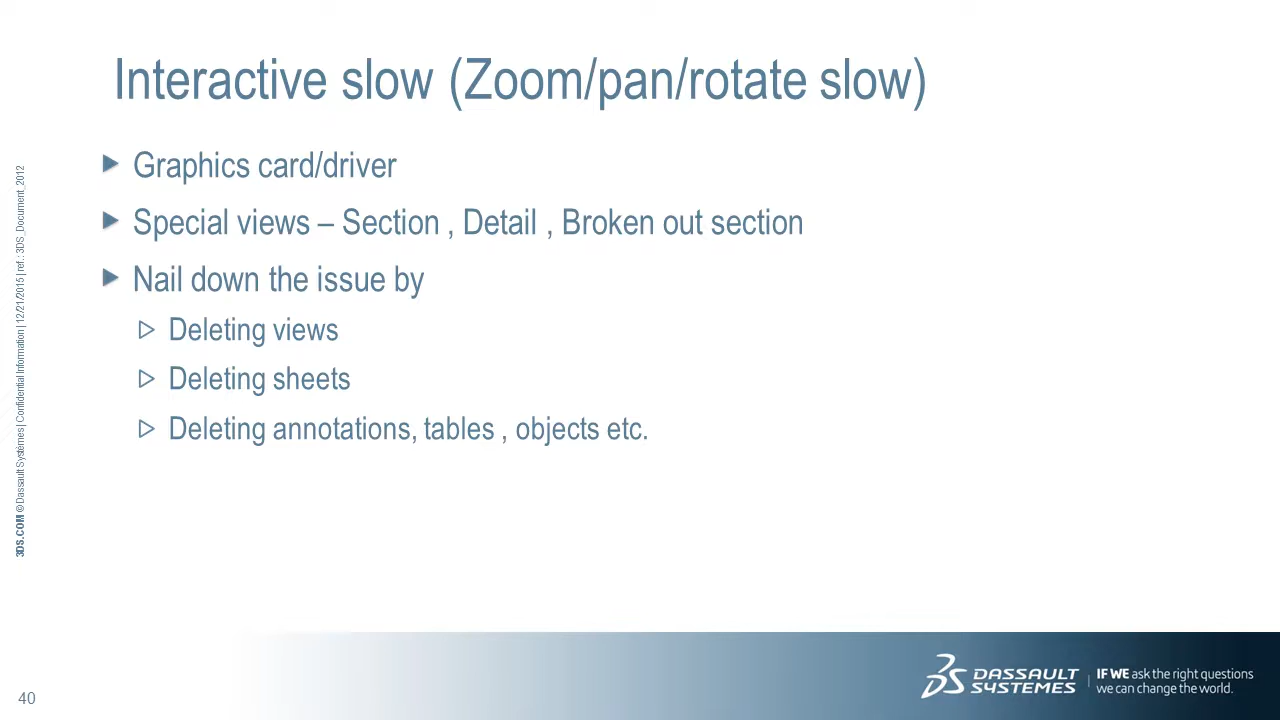 Interactive slow (Zoom/pan/rotate slow)
Graphics card/driver
Special views – Section , Detail , Broken out section
Nail down the issue by
Deleting views
Deleting sheets
Deleting annotations, tables , objects etc.
3DS.COM © Dassault Systèmes | Confidential Information | 12/21/2015 | ref.: 3DS_Document_2012
40
DASSAULT
SYSTEMES
IF WE ask the right questions
we can change the world.